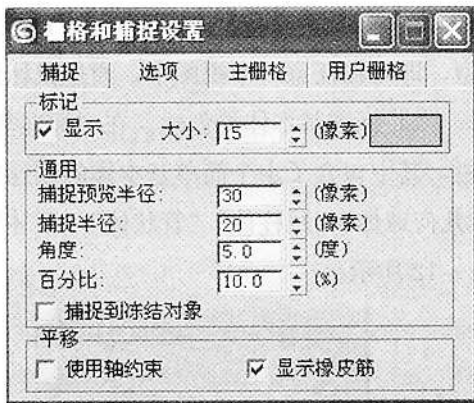 栅格和捕捉设置
捕捉 选项 主栅格 用户栅格
标记
显示 大小: 15 (像素)
通用
捕捉预览半径: 30 (像素)
捕捉半径: 20 (像素)
角度: 5.0 (度)
百分比: 10.0 (%)
捕捉到冻结对象
平移
使用轴约束 显示橡皮筋